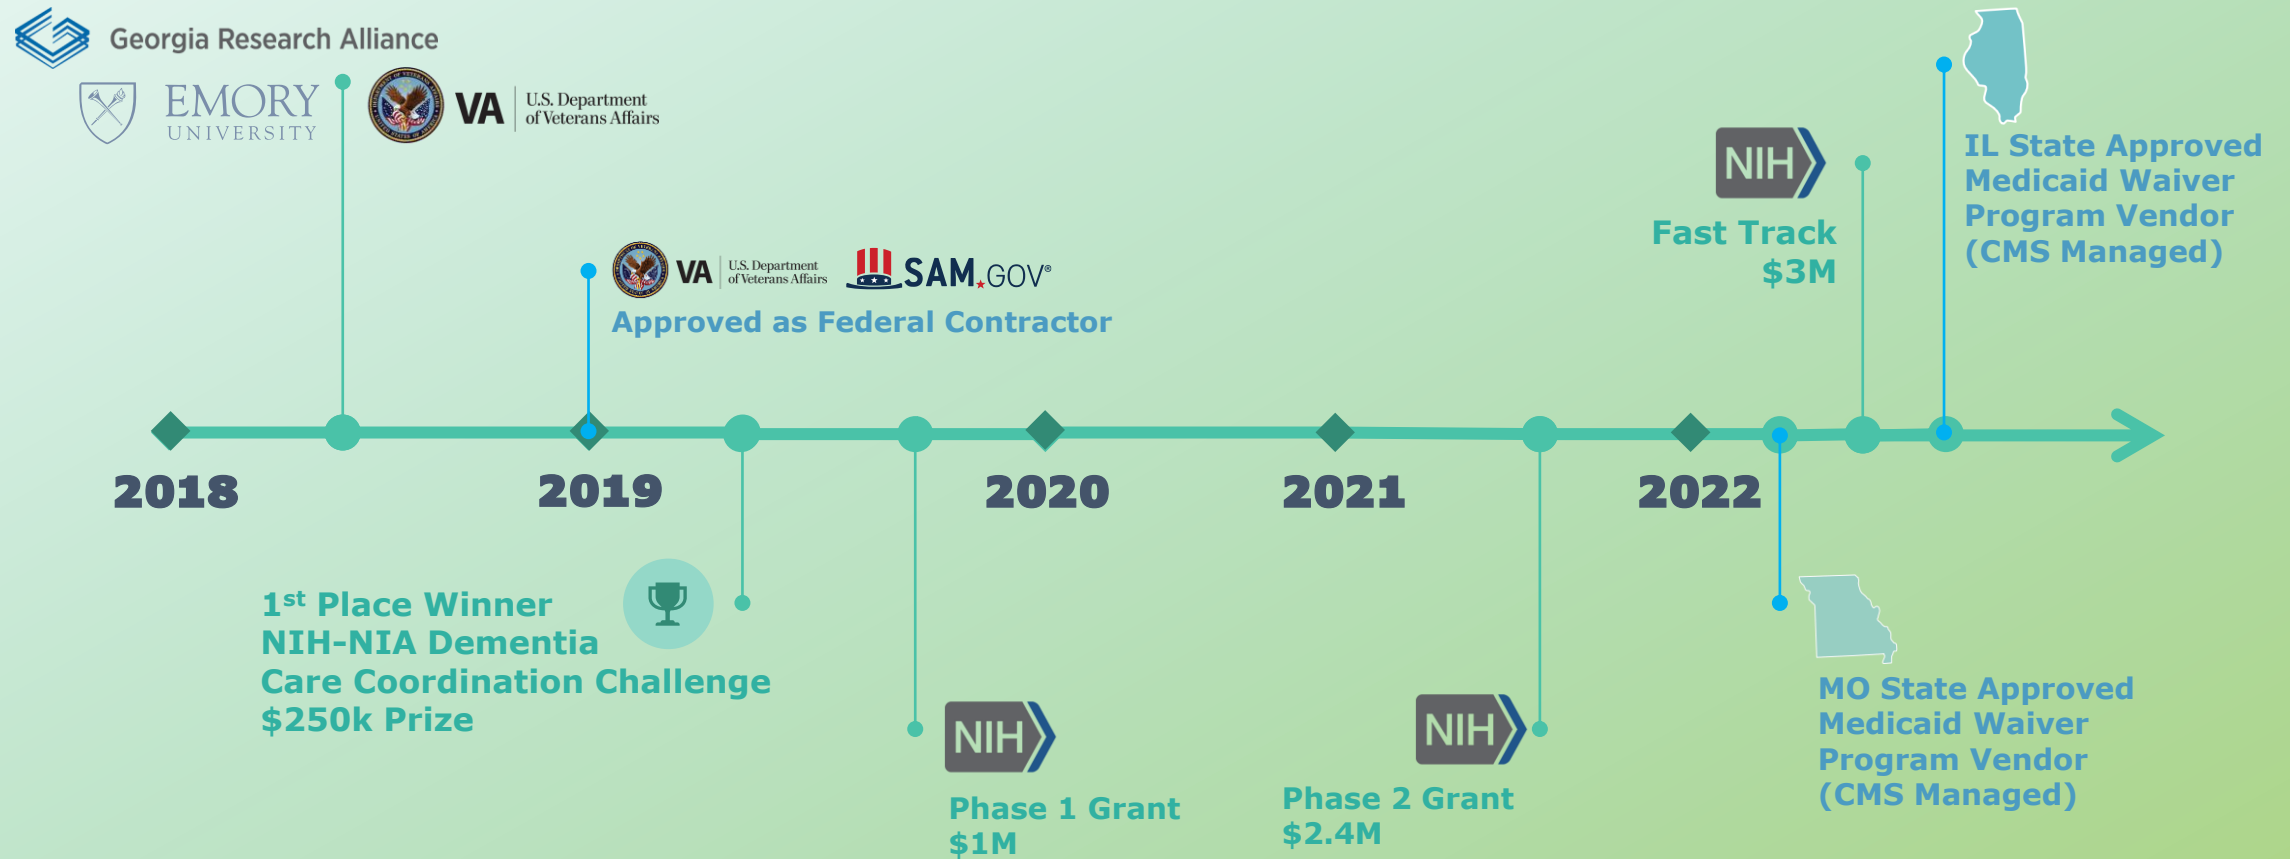 Georgia Research Alliance
EMORY
UNIVERSITY
VA
U.S. Department
of Veterans Affairs
VA
U.S. Department
of Veterans Affairs
SAM.GOV®
Approved as Federal Contractor
NIH
Fast Track
$3M
IL State Approved
Medicaid Waiver
Program Vendor
(CMS Managed)
2018
2019
2020
2021
2022
1st Place Winner
NIH-NIA Dementia
Care Coordination Challenge
$250k Prize
NIH
Phase 1 Grant
$1M
NIH
Phase 2 Grant
$2.4M
MO State Approved
Medicaid Waiver
Program Vendor
(CMS Managed)